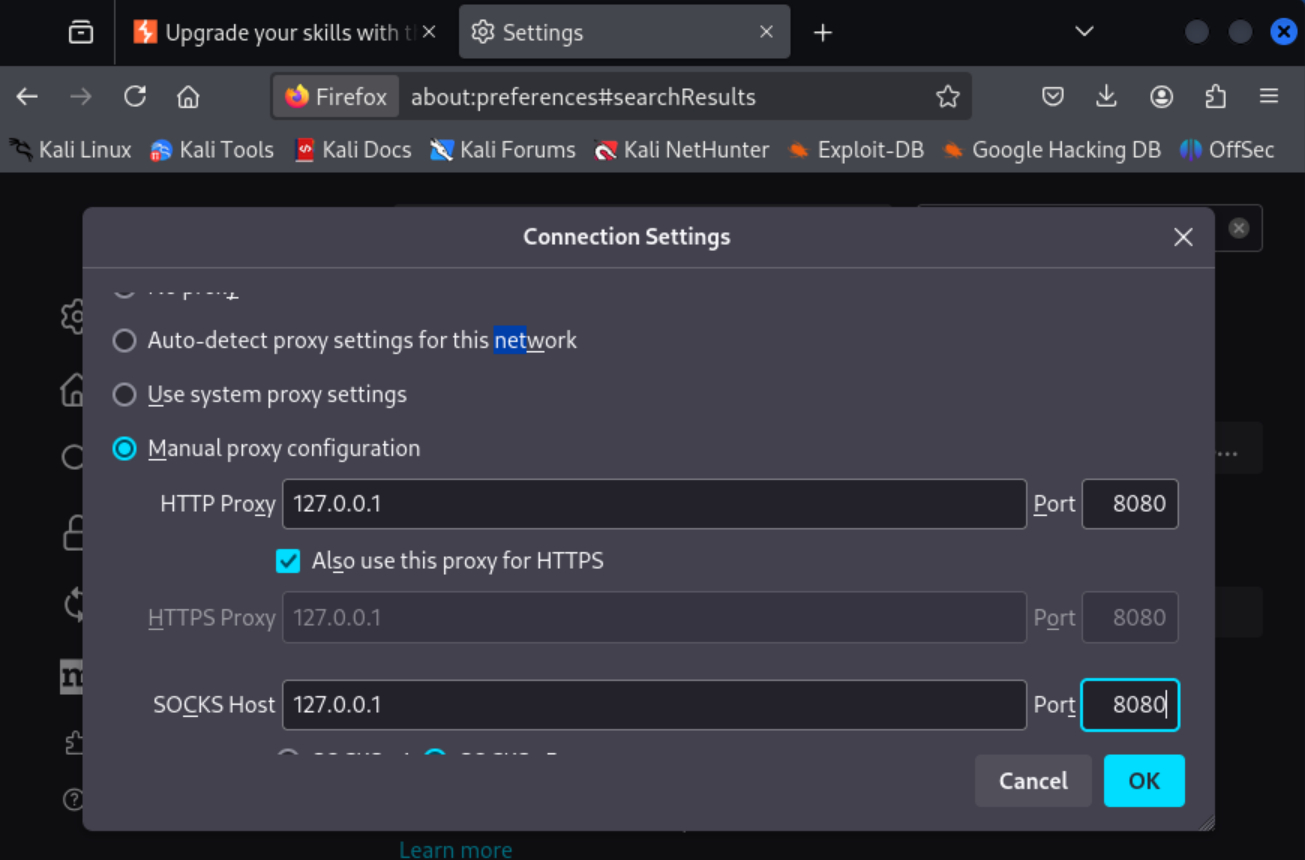 Upgrade your skills with t
Settings
Firefox about:preferences#searchResults
Kali Linux Kali Tools Kali Docs Kali Forums Kali NetHunter Exploit-DB Google Hacking DB OffSec
Connection Settings
No proxy
Auto-detect proxy settings for this network
Use system proxy settings
Manual proxy configuration
HTTP Proxy 127.0.0.1 Port 8080
Also use this proxy for HTTPS
HTTPS Proxy 127.0.0.1 Port 8080
SOCKS Host 127.0.0.1 Port 8080
Cancel OK
Learn more